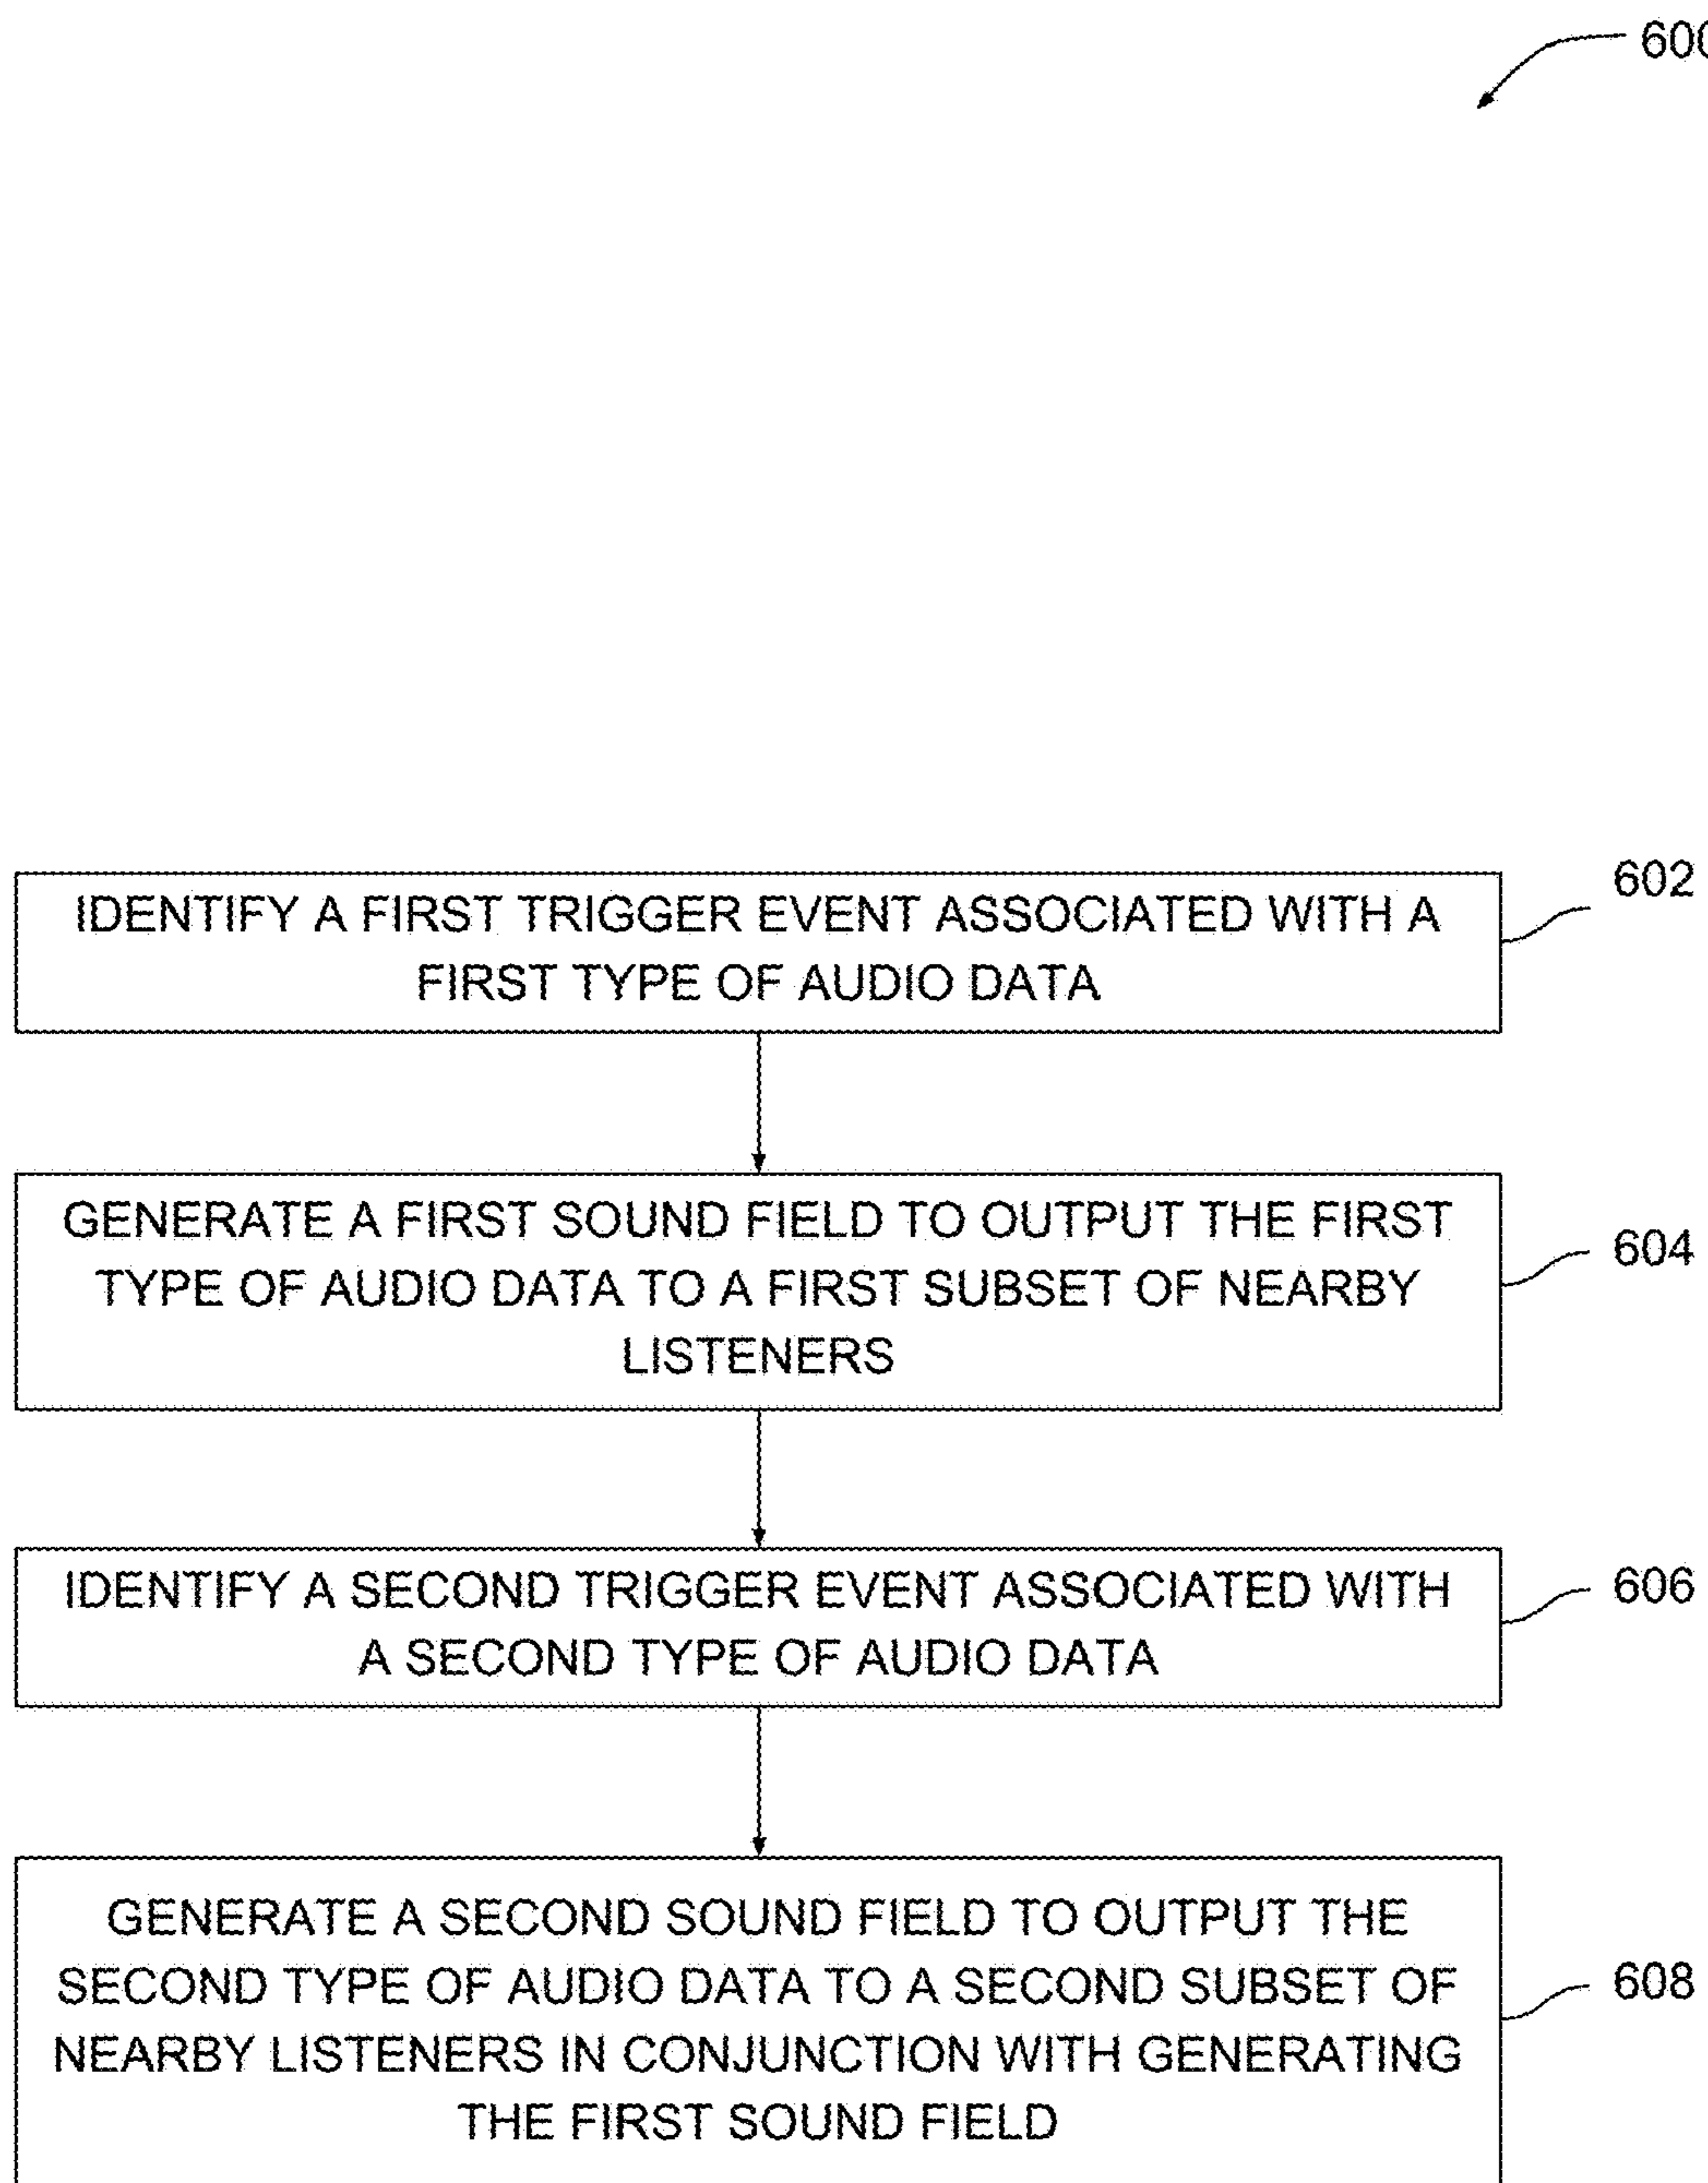 600
602
IDENTIFY A FIRST TRIGGER EVENT ASSOCIATED WITH A
FIRST TYPE OF AUDIO DATA
604
GENERATE A FIRST SOUND FIELD TO OUTPUT THE FIRST
TYPE OF AUDIO DATA TO A FIRST SUBSET OF NEARBY
LISTENERS
606
IDENTIFY A SECOND TRIGGER EVENT ASSOCIATED WITH
A SECOND TYPE OF AUDIO DATA
608
GENERATE A SECOND SOUND FIELD TO OUTPUT THE
SECOND TYPE OF AUDIO DATA TO A SECOND SUBSET OF
NEARBY LISTENERS IN CONJUNCTION WITH GENERATING
THE FIRST SOUND FIELD